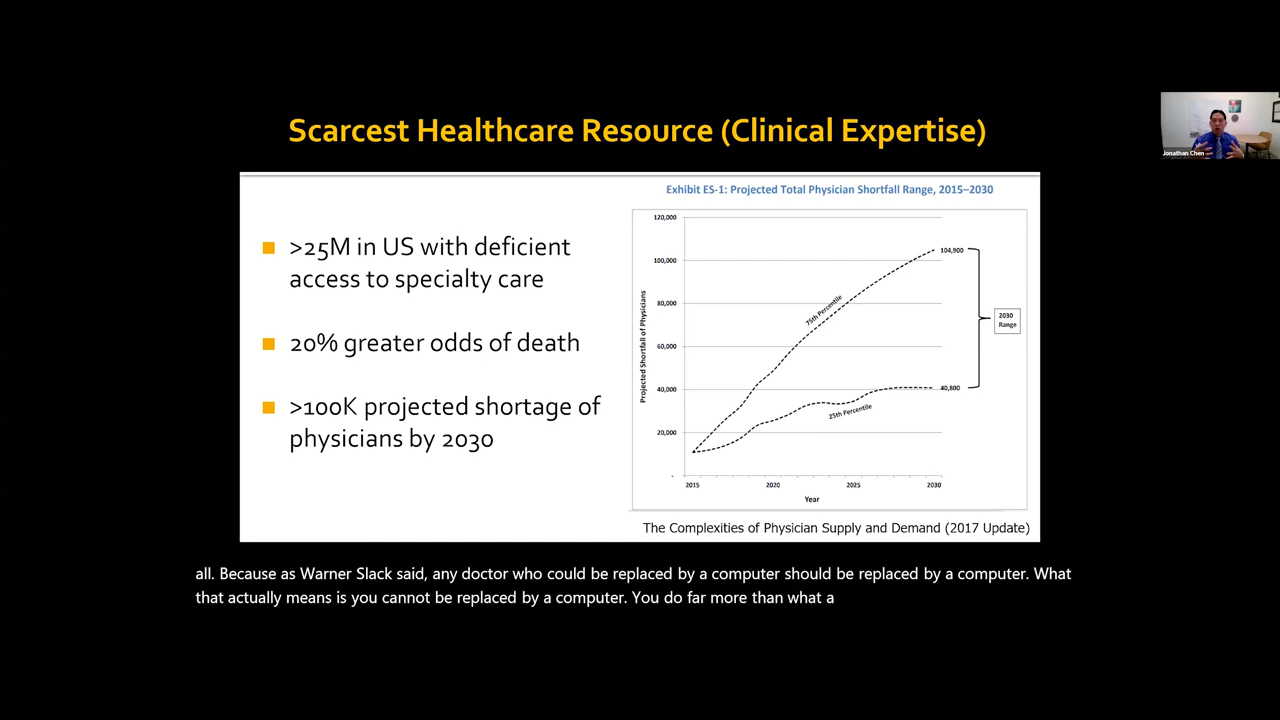 Scarcest Healthcare Resource (Clinical Expertise)
Jonathan Chen
>25M in US with deficient
access to specialty care
20% greater odds of death
>100K projected shortage of
physicians by 2030
Exhibit ES-1: Projected Total Physician Shortfall Range, 2015–2030
120,000
100,000
80,000
60,000
40,000
20,000
-
Projected Shortfall of Physicians
75th Percentile
25th Percentile
104,900
40,800
2030
Range
2015
2020
2025
2030
Year
The Complexities of Physician Supply and Demand (2017 Update)
all. Because as Warner Slack said, any doctor who could be replaced by a computer should be replaced by a computer. What
that actually means is you cannot be replaced by a computer. You do far more than what a